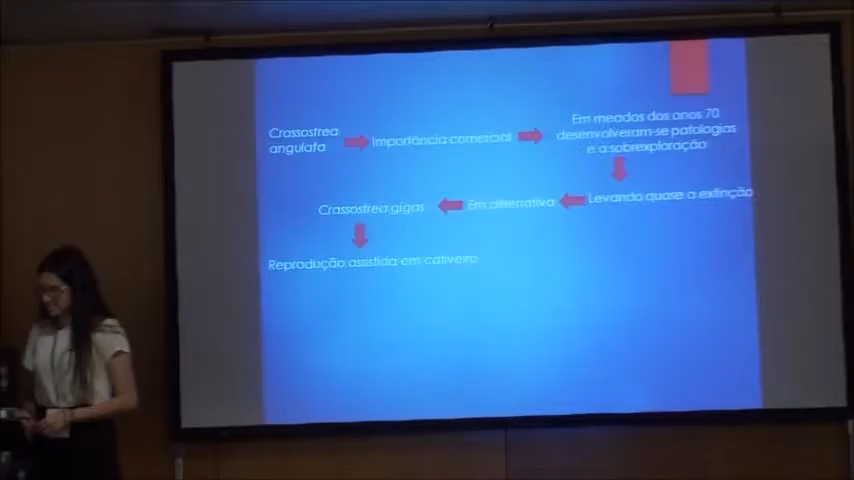 Crassostrea
angulata
Importância comercial
Em meados dos anos 70
desenvolveram-se patologias
e a sobrexploração
Levando quase a extinção
Em alternativa
Crassostrea gigas
Reprodução assistida em cativeiro